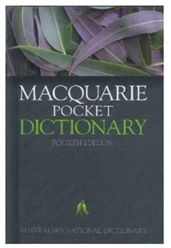 MACQUARIE
POCKET
DICTIONARY
FOURTH EDITION
AUSTRALIA'S NATIONAL DICTIONARY